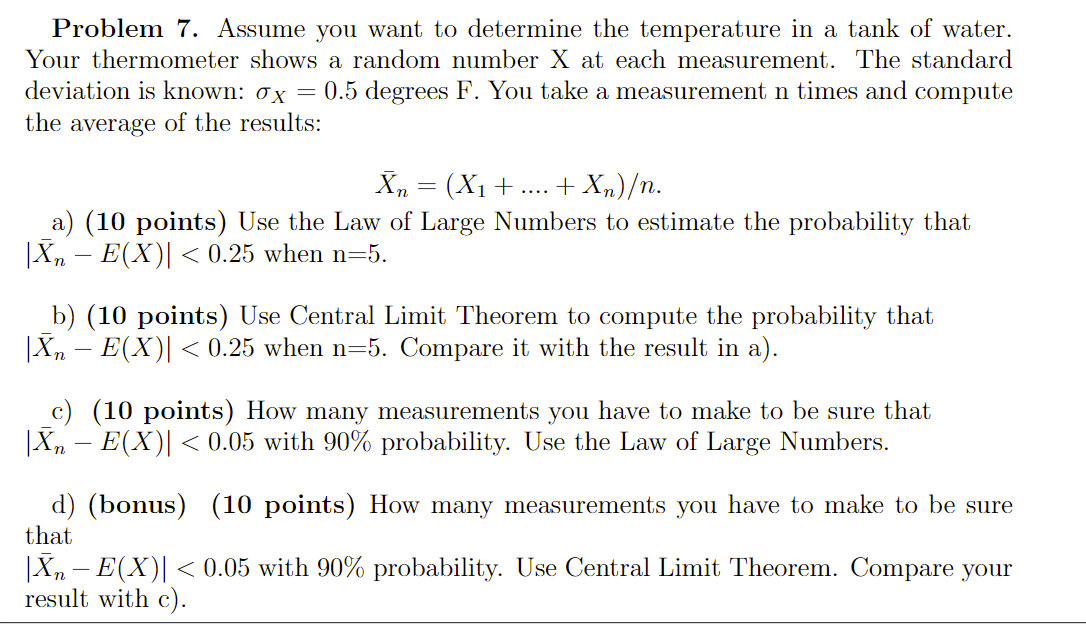 Problem 7. Assume you want to determine the temperature in a tank of water.
Your thermometer shows a random number X at each measurement. The standard
deviation is known: σ_X = 0.5 degrees F. You take a measurement n times and compute
the average of the results:
X̄_n = (X_1 + .... + X_n)/n.
a) (10 points) Use the Law of Large Numbers to estimate the probability that
|X̄_n − E(X)| < 0.25 when n=5.
b) (10 points) Use Central Limit Theorem to compute the probability that
|X̄_n − E(X)| < 0.25 when n=5. Compare it with the result in a).
c) (10 points) How many measurements you have to make to be sure that
|X̄_n − E(X)| < 0.05 with 90% probability. Use the Law of Large Numbers.
d) (bonus) (10 points) How many measurements you have to make to be sure
that
|X̄_n − E(X)| < 0.05 with 90% probability. Use Central Limit Theorem. Compare your
result with c).